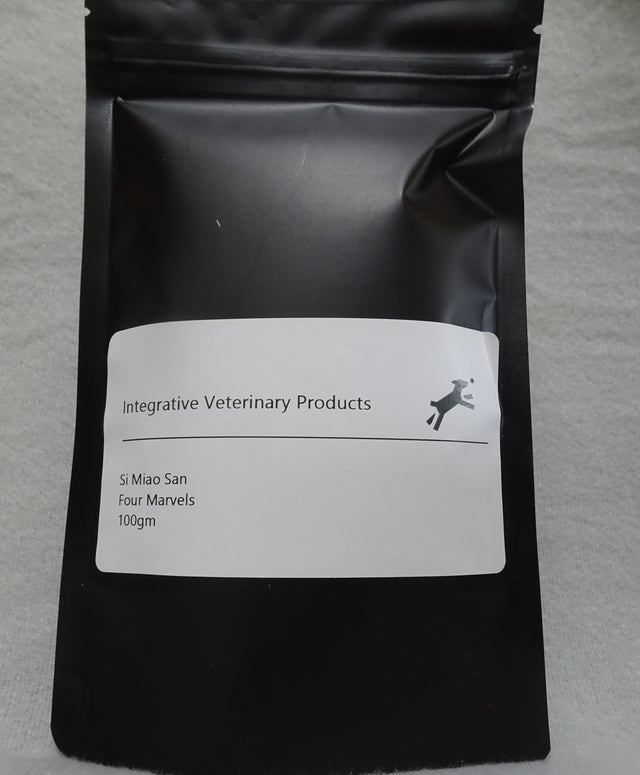 Integrative Veterinary Products
Si Miao San
Four Marvels
100gm